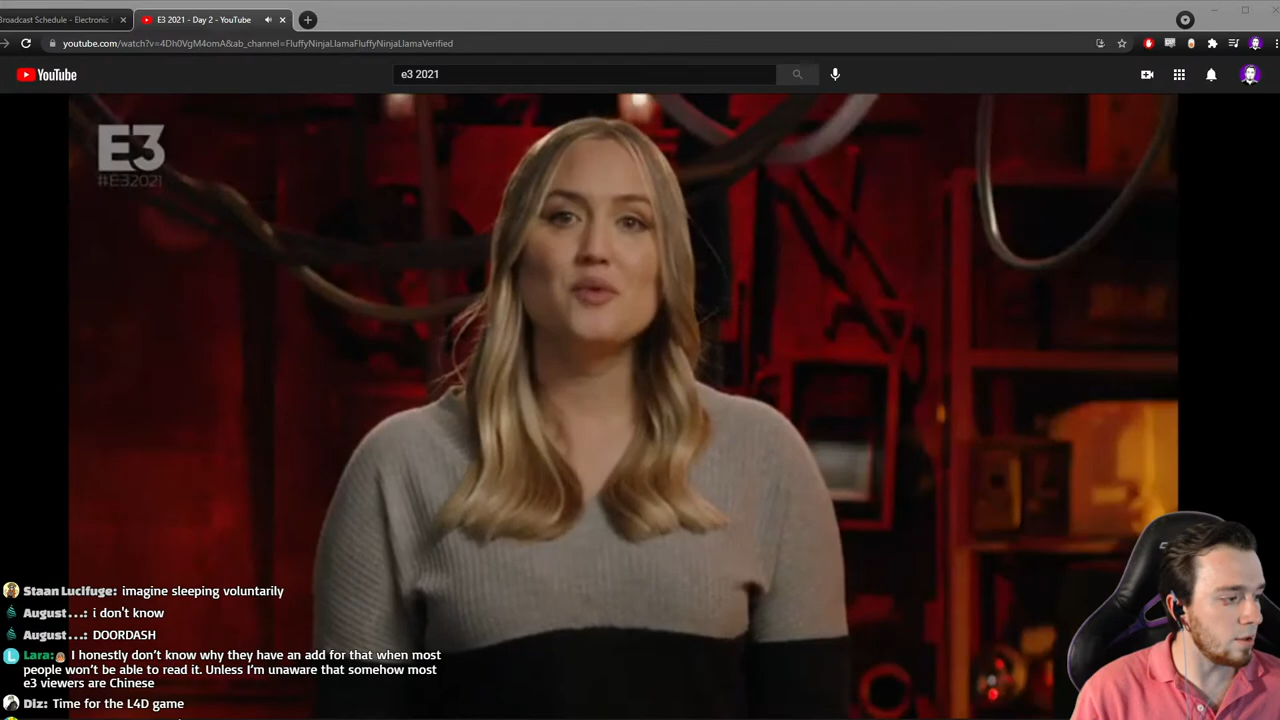 Broadcast Schedule - Electronic
E3 2021 - Day 2 - YouTube
youtube.com/watch?v=4Dh0VgM4omA&ab_channel=FluffyNinjaLlamaFluffyNinjaLlamaVerified
YouTube
e3 2021
E3
#E32021
Staan Lucifuge: imagine sleeping voluntarily
August...: i don't know
August...: DOORDASH
Lara: I honestly don't know why they have an add for that when most
people won't be able to read it. Unless I'm unaware that somehow most
e3 viewers are Chinese
Diz: Time for the L4D game